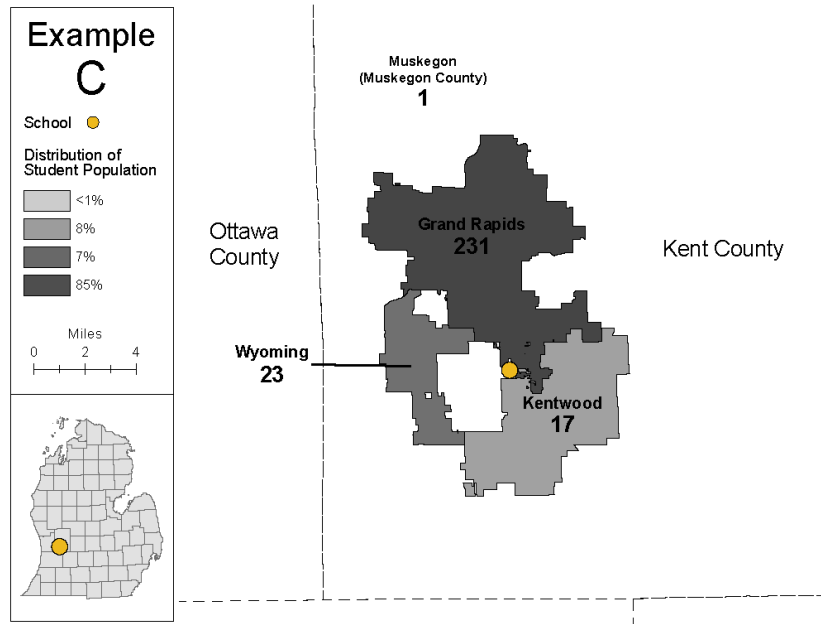 Example
C
School
Distribution of
Student Population
<1%
8%
7%
85%
Miles
0 2 4
Muskegon
(Muskegon County)
1
Ottawa
County
Grand Rapids
231
Kent County
Wyoming
23
Kentwood
17